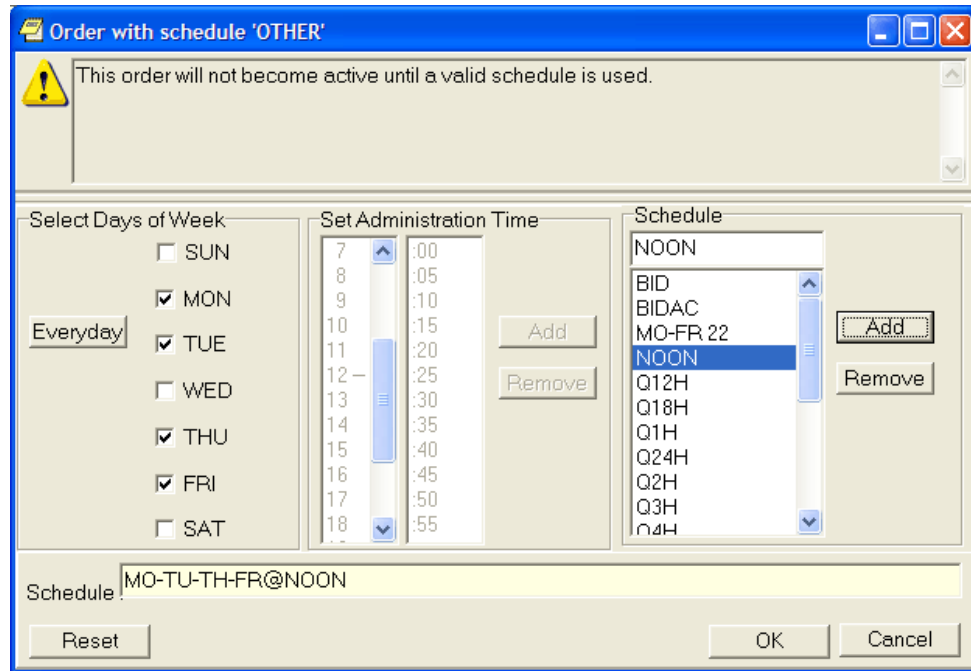 Order with schedule 'OTHER'
This order will not become active until a valid schedule is used.
Select Days of Week
SUN
MON
Everyday
TUE
WED
THU
FRI
SAT
Set Administration Time
7 :00
8 :05
9 :10
10 :15
11 :20
12 – :25
13 :30
14 :35
15 :40
16 :45
17 :50
18 :55
Add
Remove
Schedule
NOON
BID
BIDAC
MO-FR 22
NOON
Q12H
Q18H
Q1H
Q24H
Q2H
Q3H
Q4H
Add
Remove
Schedule : MO-TU-TH-FR@NOON
Reset
OK
Cancel